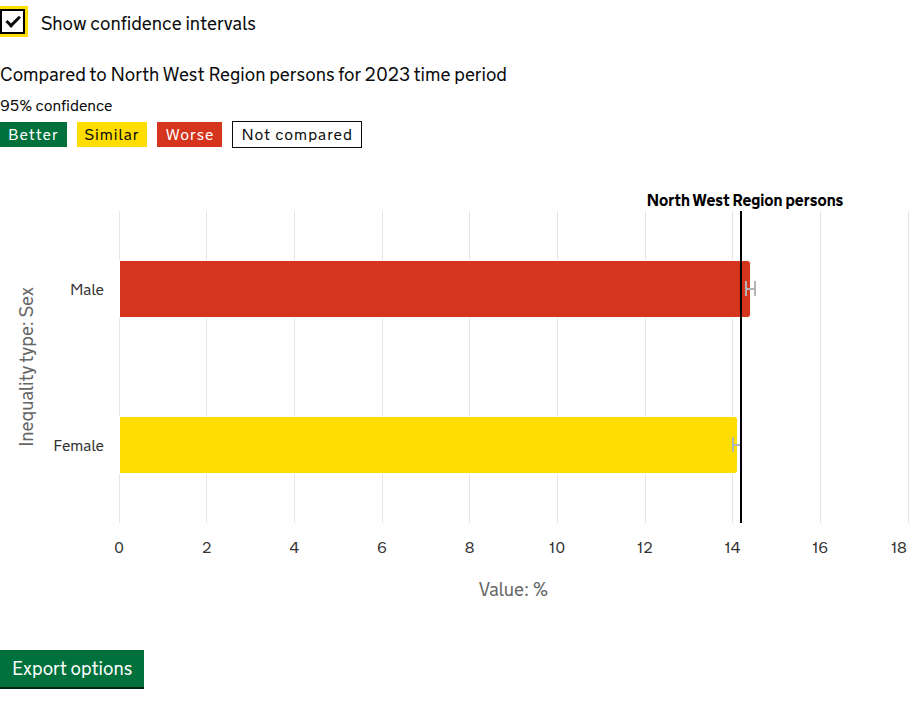 Show confidence intervals
Compared to North West Region persons for 2023 time period
95% confidence
Better Similar Worse Not compared
North West Region persons
Inequality type: Sex
Male
Female
0 2 4 6 8 10 12 14 16 18
Value: %
Export options